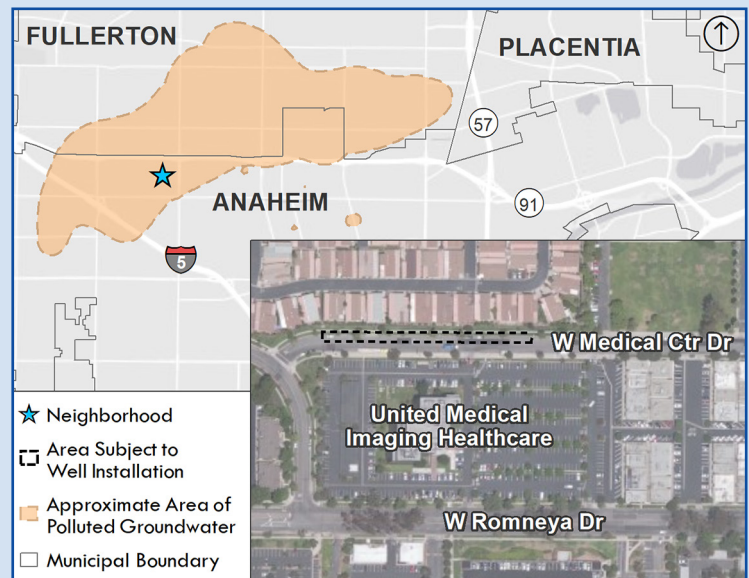 FULLERTON
PLACENTIA
57
ANAHEIM
91
5
W Medical Ctr Dr
United Medical
Imaging Healthcare
W Romneya Dr
Neighborhood
Area Subject to
Well Installation
Approximate Area of
Polluted Groundwater
Municipal Boundary